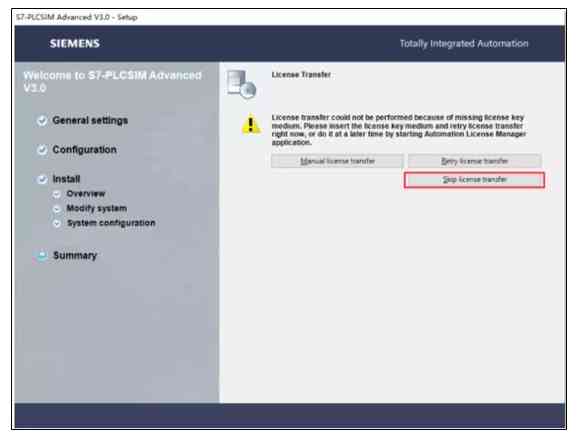 S7-PLCSIM Advanced V3.0 - Setup
SIEMENS
Totally Integrated Automation
Welcome to S7-PLCSIM Advanced
V3.0
General settings
Configuration
Install
Overview
Modify system
System configuration
Summary
License Transfer
License transfer could not be performed because of missing license key
medium. Please insert the license key medium and retry license transfer
right now, or do it at a later time by starting Automation License Manager
application.
Manual license transfer
Retry license transfer
Skip license transfer